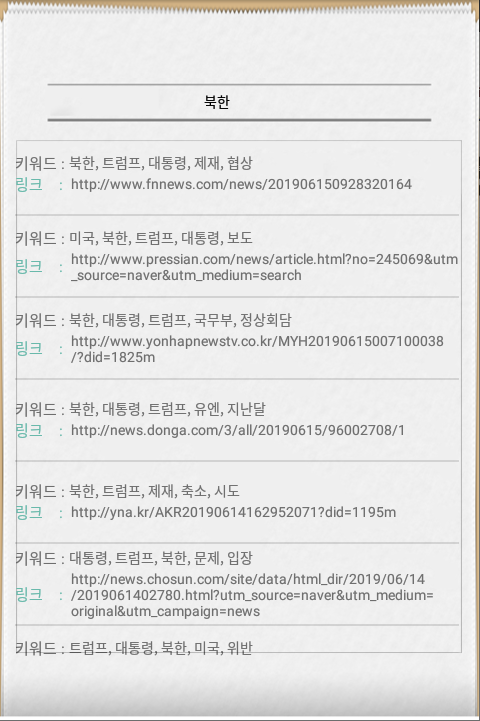 북한
키워드 : 북한, 트럼프, 대통령, 제재, 협상
링크 : http://www.fnnews.com/news/201906150928320164
키워드 : 미국, 북한, 트럼프, 대통령, 보도
링크 : http://www.pressian.com/news/article.html?no=245069&utm
_source=naver&utm_medium=search
키워드 : 북한, 대통령, 트럼프, 국무부, 정상회담
링크 : http://www.yonhapnewstv.co.kr/MYH20190615007100038
/?did=1825m
키워드 : 북한, 대통령, 트럼프, 유엔, 지난달
링크 : http://news.donga.com/3/all/20190615/96002708/1
키워드 : 북한, 트럼프, 제재, 축소, 시도
링크 : http://yna.kr/AKR20190614162952071?did=1195m
키워드 : 대통령, 트럼프, 북한, 문제, 입장
링크 : http://news.chosun.com/site/data/html_dir/2019/06/14
/2019061402780.html?utm_source=naver&utm_medium=
original&utm_campaign=news
키워드 : 트럼프, 대통령, 북한, 미국, 위반